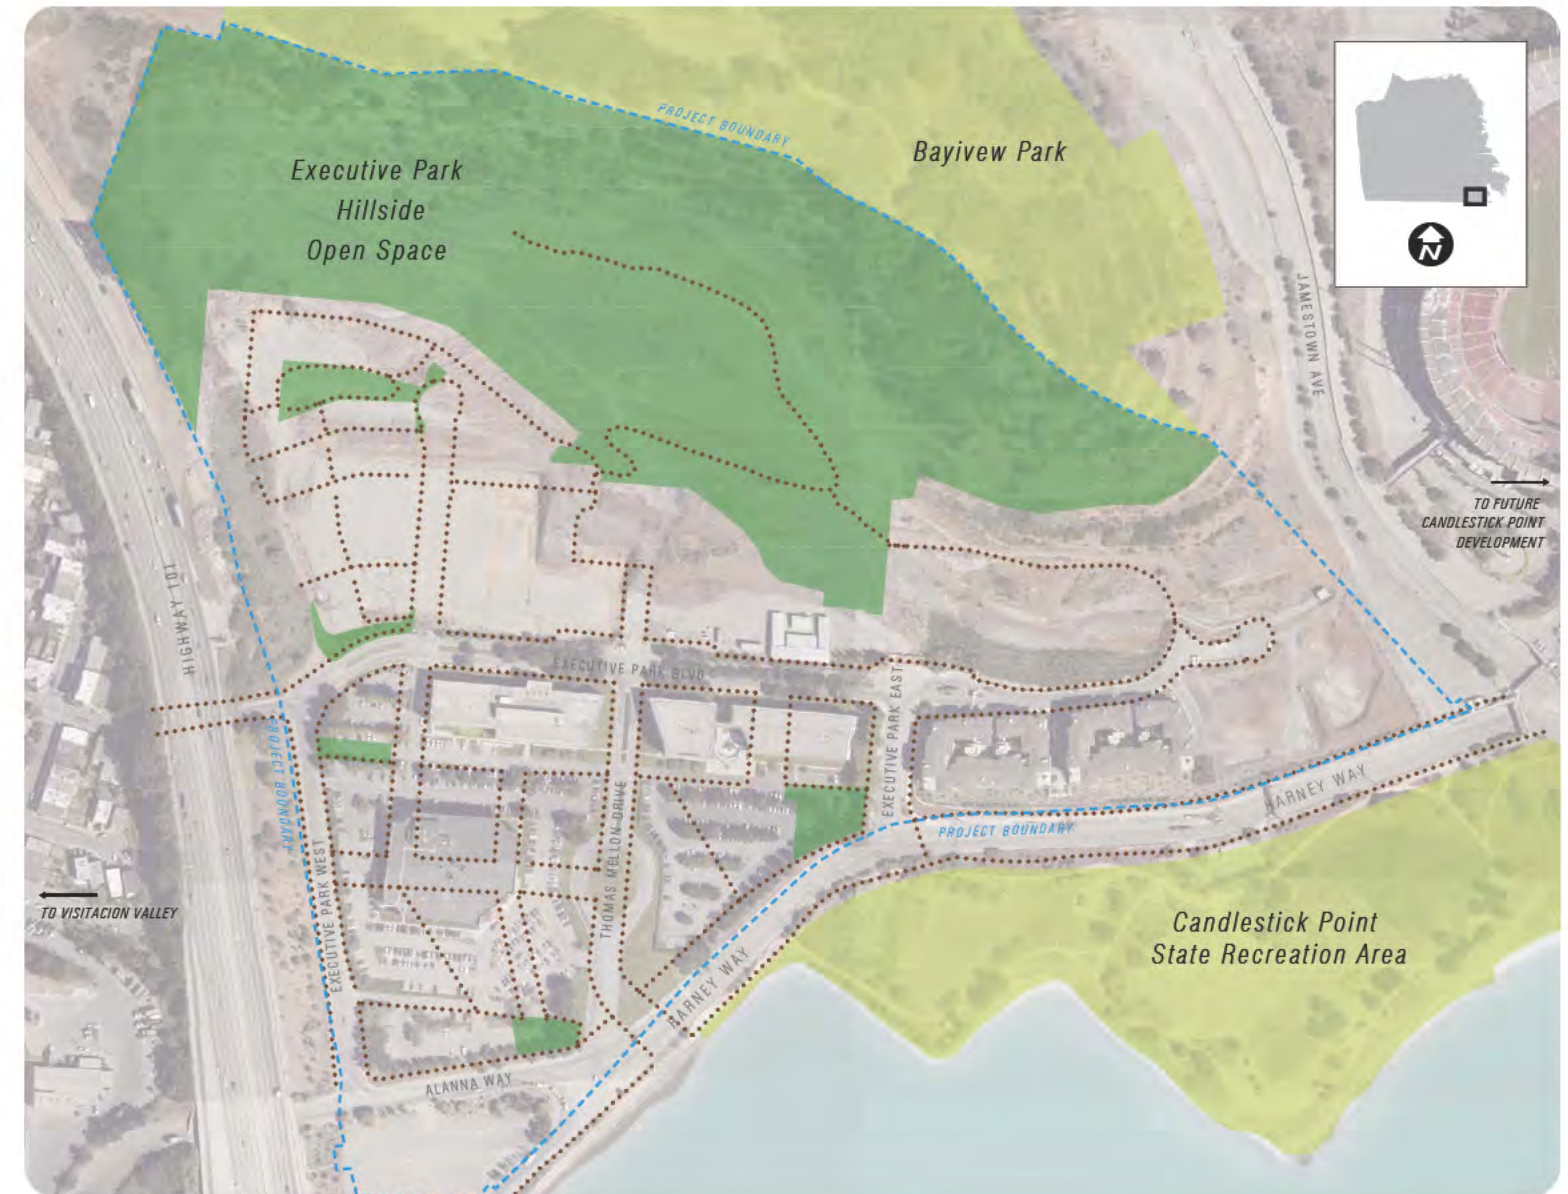 PROJECT BOUNDARY
Bayivew Park
Executive Park
Hillside
Open Space
N
JAMESTOWN AVE
TO FUTURE
CANDLESTICK POINT
DEVELOPMENT
HIGHWAY 101
EXECUTIVE PARK BLVD
EXECUTIVE PARK EAST
PROJECT BOUNDARY
THOMAS MELLON DRIVE
HARNEY WAY
PROJECT BOUNDARY
EXECUTIVE PARK WEST
TO VISITACION VALLEY
Candlestick Point
State Recreation Area
HARNEY WAY
ALANNA WAY